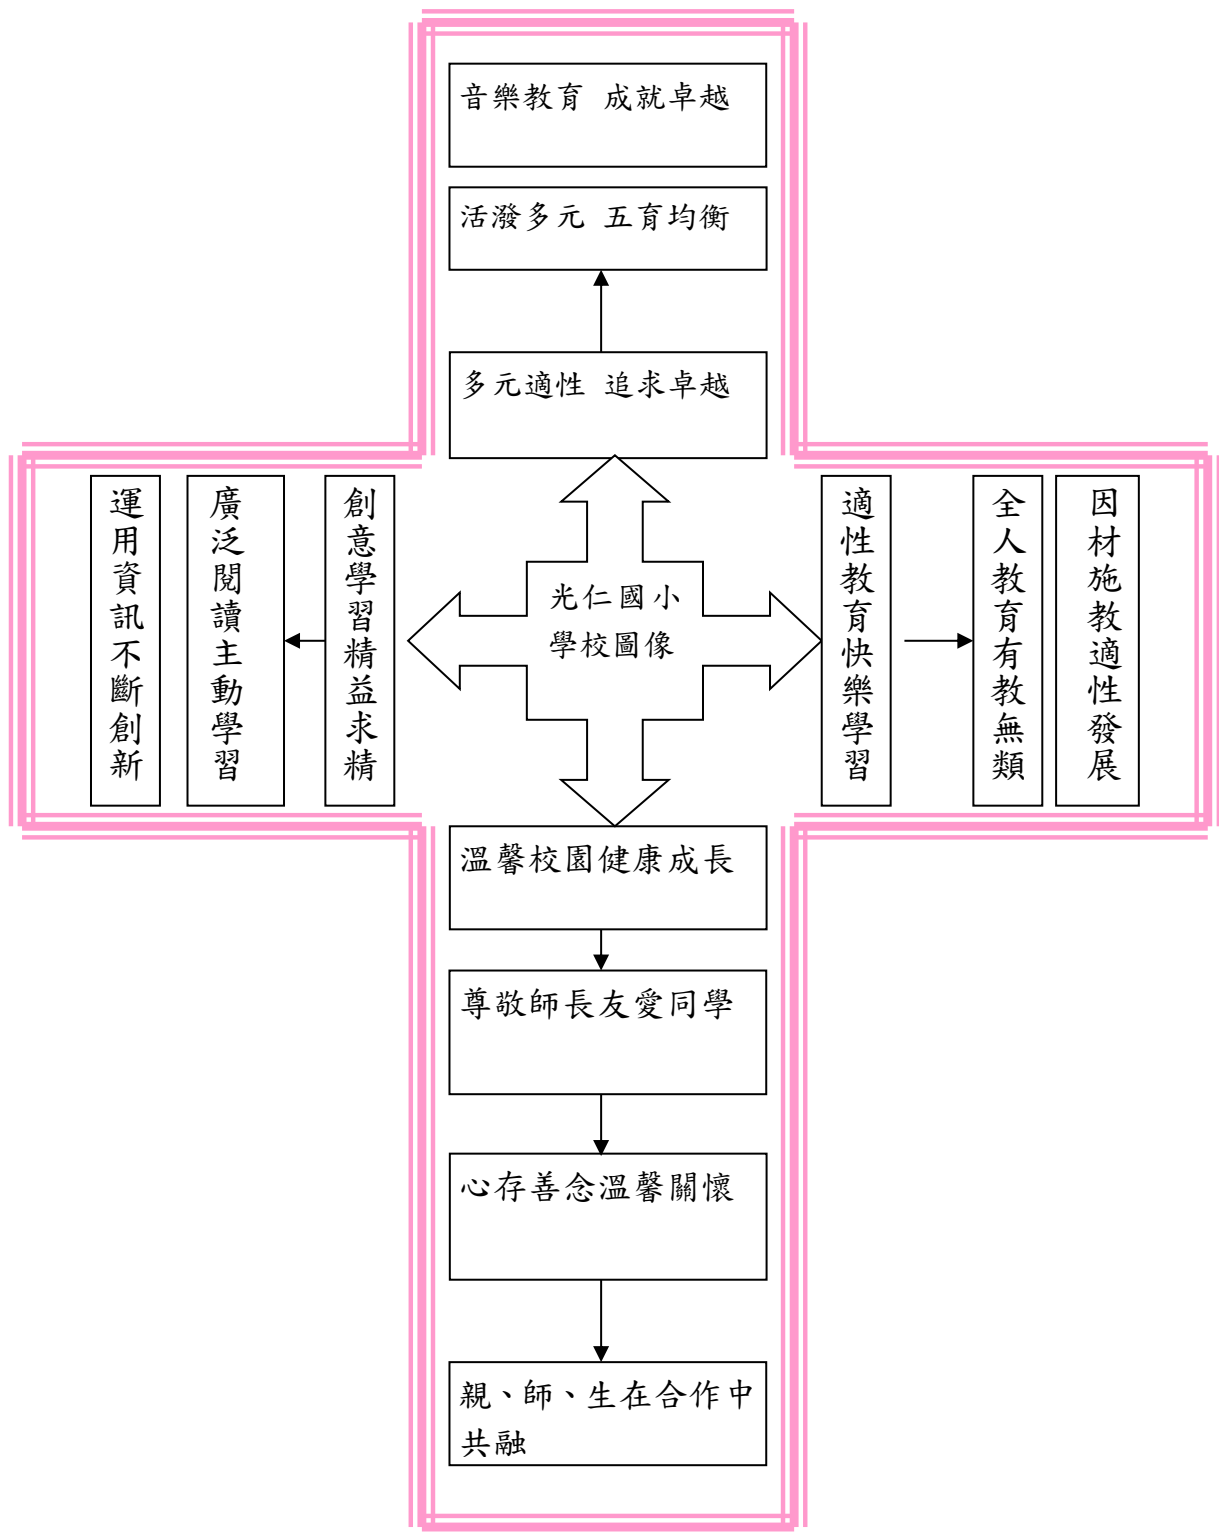 音樂教育 成就卓越
活潑多元 五育均衡
多元適性 追求卓越
運用資訊不斷創新
廣泛閱讀主動學習
創意學習精益求精
光仁國小
學校圖像
適性教育快樂學習
全人教育有教無類
因材施教適性發展
溫馨校園健康成長
尊敬師長友愛同學
心存善念溫馨關懷
親、師、生在合作中
共融